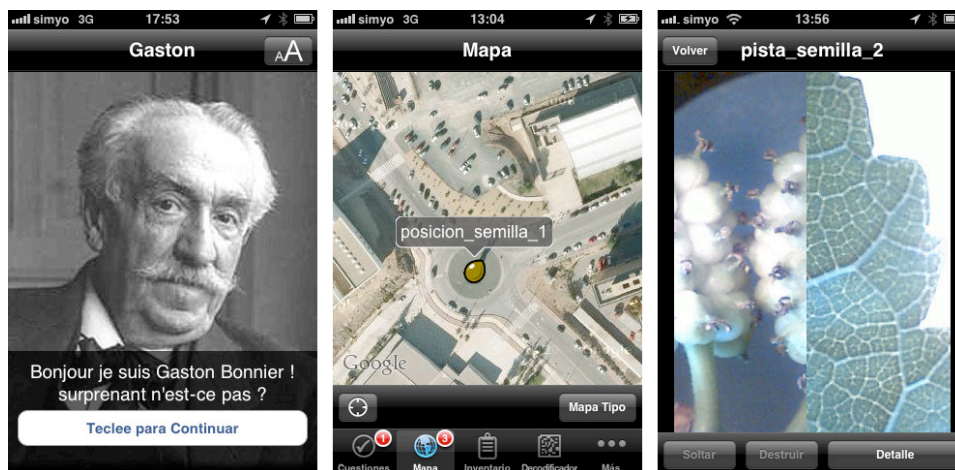 simyo 3G 17:53
Gaston
AA
Bonjour je suis Gaston Bonnier !
surprenant n'est-ce pas ?
Teclee para Continuar
simyo 3G 13:04
Mapa
posicion_semilla_1
Google
Mapa Tipo
1
3
Cuestiones Mapa Inventario Decodificador Más
simyo 13:56
Volver pista_semilla_2
Soltar Destruir Detalle